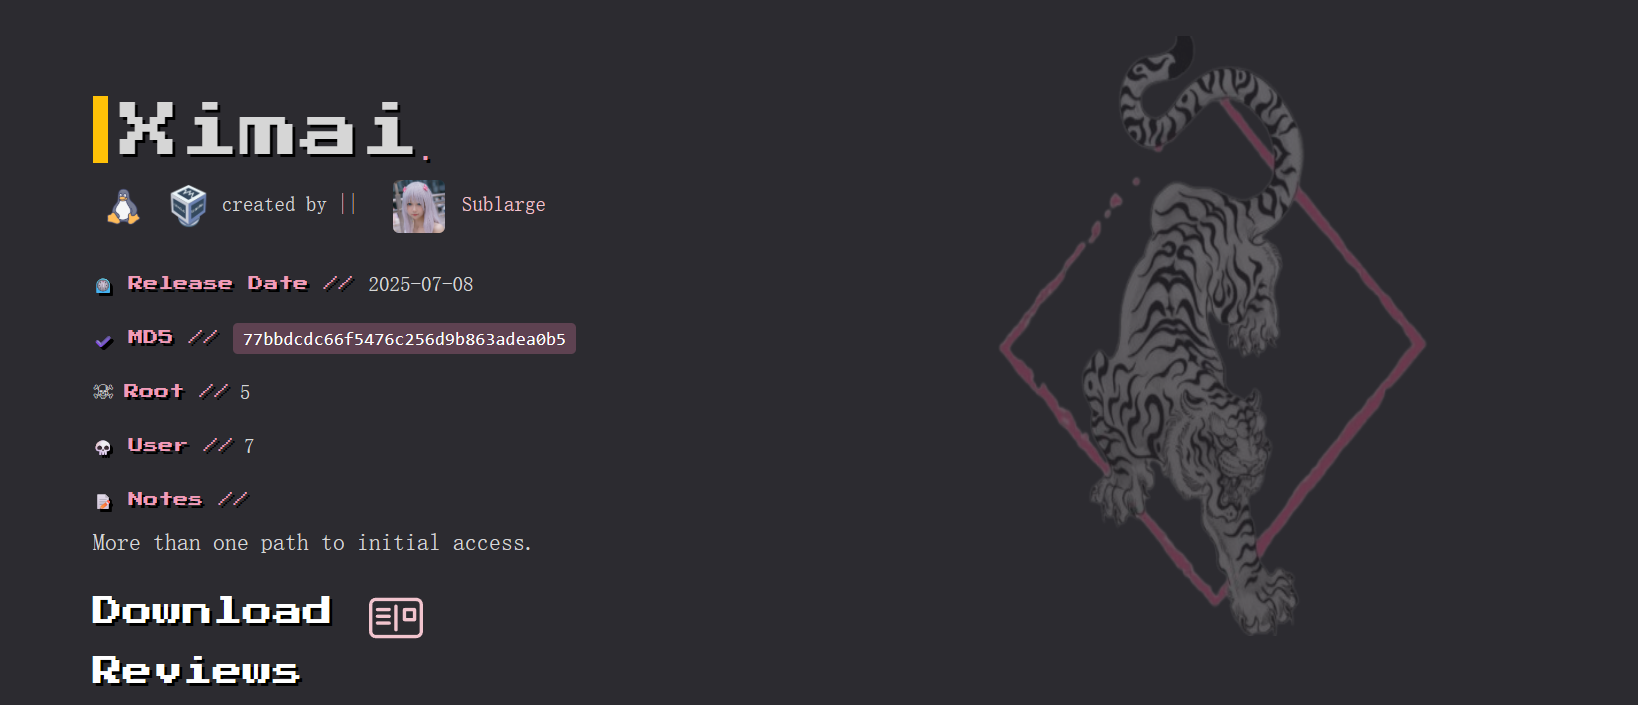 Ximai.
created by || Sublarge
Release Date // 2025-07-08
MD5 // 77bbdcdc66f5476c256d9b863adea0b5
Root // 5
User // 7
Notes //
More than one path to initial access.
Download
Reviews